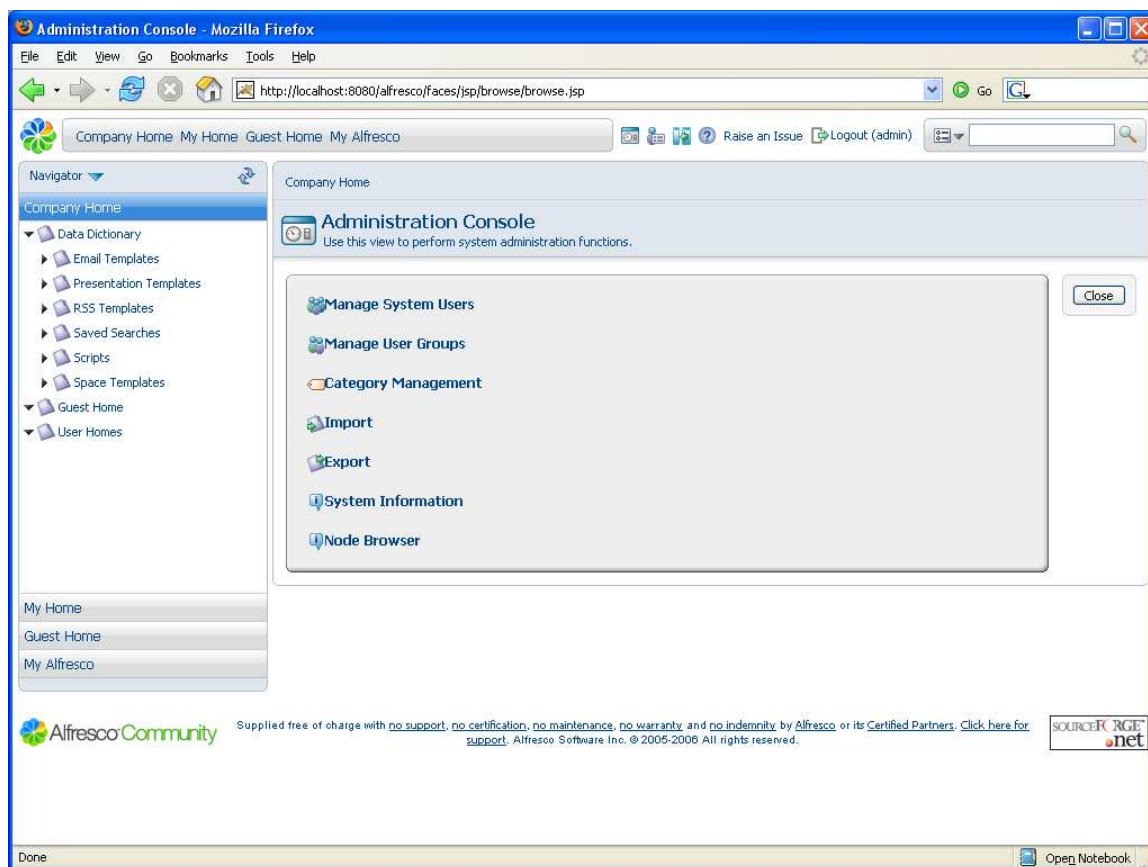 Administration Console - Mozilla Firefox
File Edit View Go Bookmarks Tools Help
http://localhost:8080/alfresco/faces/jsp/browse/browse.jsp Go G
Company Home My Home Guest Home My Alfresco Raise an Issue Logout (admin)
Navigator
Company Home
Data Dictionary
Email Templates
Presentation Templates
RSS Templates
Saved Searches
Scripts
Space Templates
Guest Home
User Homes
My Home
Guest Home
My Alfresco
Company Home
Administration Console
Use this view to perform system administration functions.
Manage System Users
Manage User Groups
Category Management
Import
Export
System Information
Node Browser
Close
Alfresco Community
Supplied free of charge with no support, no certification, no maintenance, no warranty and no indemnity by Alfresco or its Certified Partners. Click here for
support. Alfresco Software Inc. © 2005-2006 All rights reserved.
SOURCEFORGE
.net
Done Open Notebook